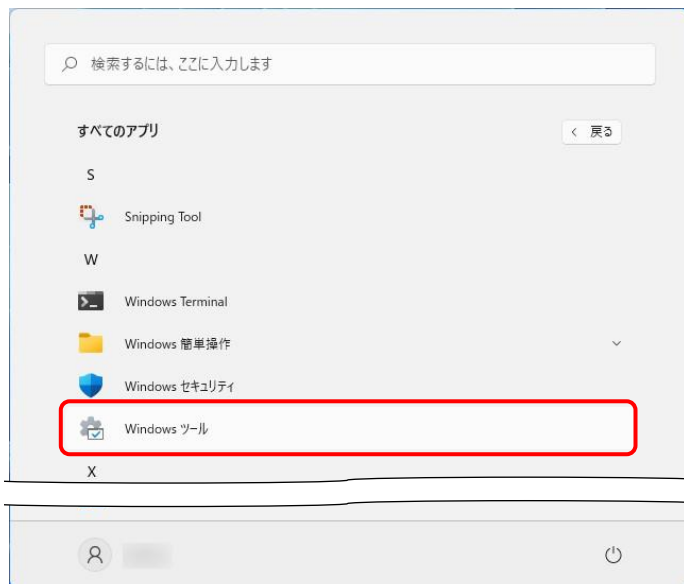 検索するには、ここに入力します
すべてのアプリ
< 戻る
S
Snipping Tool
W
Windows Terminal
Windows 簡単操作
Windows セキュリティ
Windows ツール
X